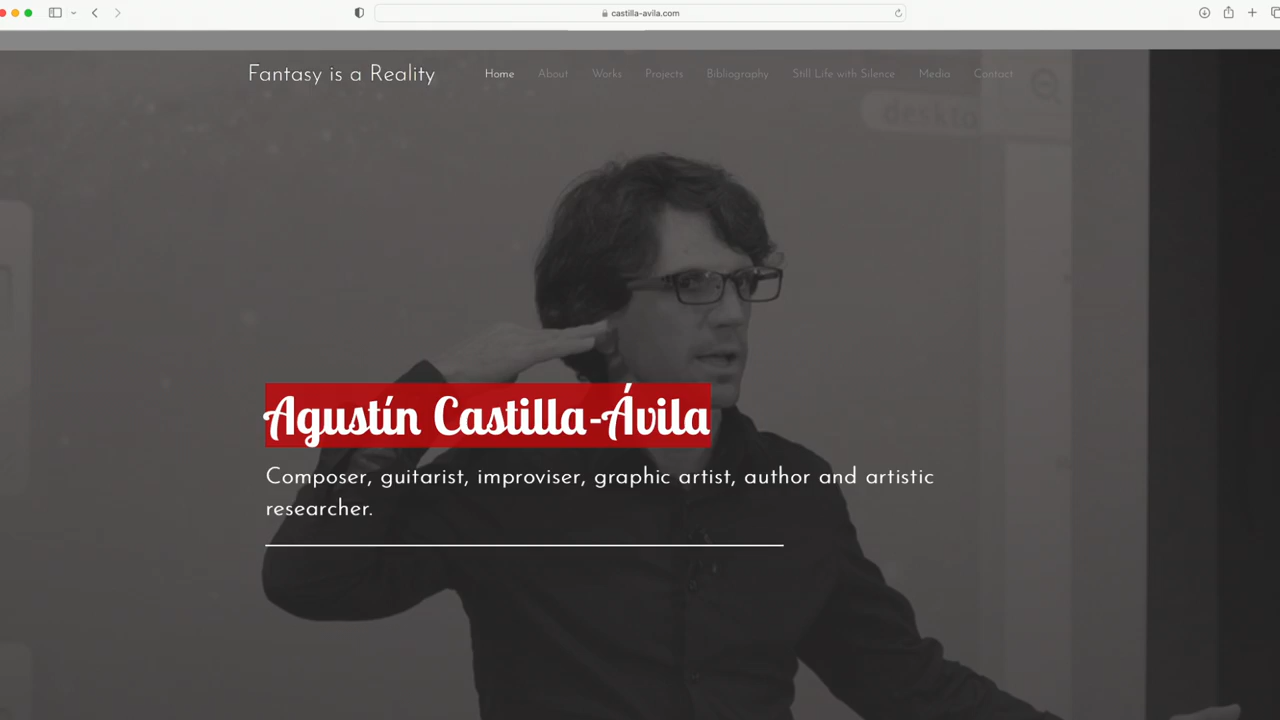 castilla-avila.com
Fantasy is a Reality
Home About Works Projects Bibliography Still Life with Silence Media Contact
Agustín Castilla-Ávila
Composer, guitarist, improviser, graphic artist, author and artistic
researcher.